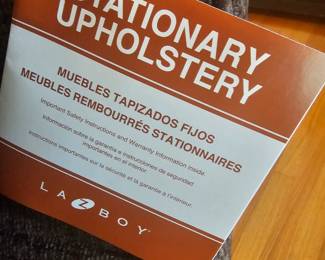 STATIONARY
UPHOLSTERY
MUEBLES TAPIZADOS FIJOS
MEUBLES REMBOURRÉS STATIONNAIRES
Important Safety Instructions and Warranty Information inside.
Información sobre la garantía e instrucciones de seguridad
importantes en el interior.
Instructions importantes sur la sécurité et la garantie à l'intérieur.
LA Z BOY®